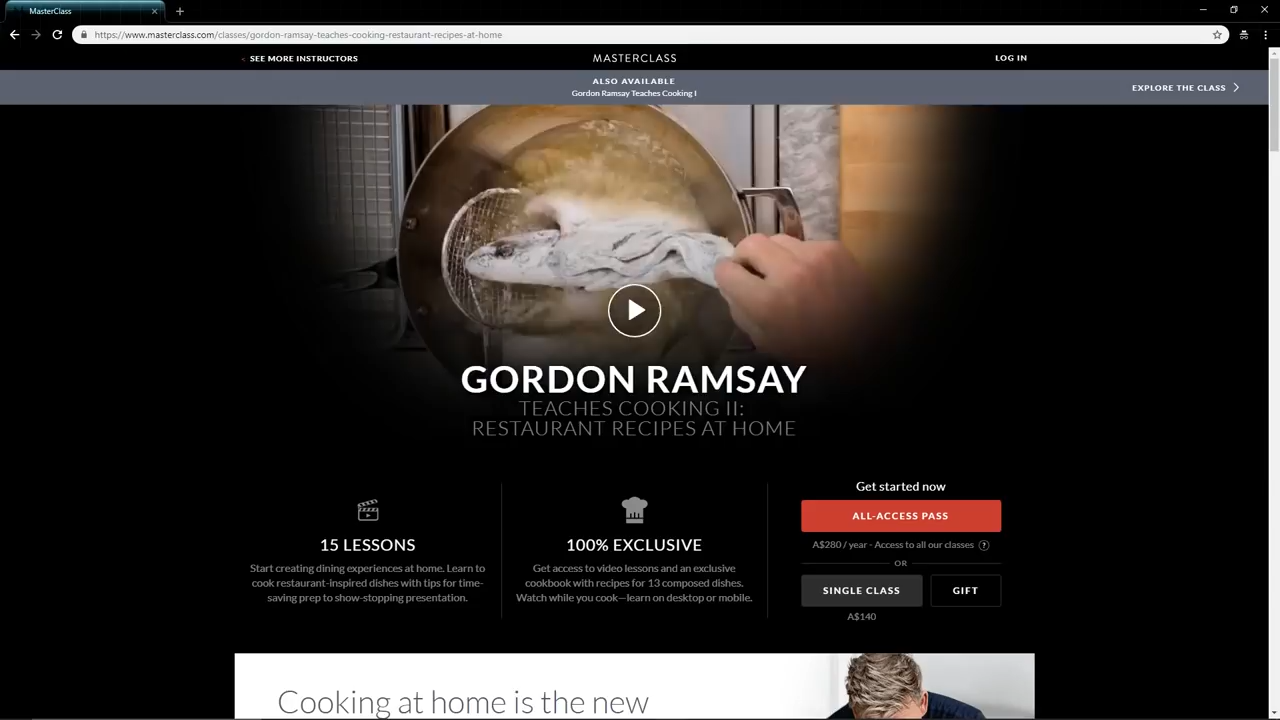 MasterClass
https://www.masterclass.com/classes/gordon-ramsay-teaches-cooking-restaurant-recipes-at-home
< SEE MORE INSTRUCTORS
MASTERCLASS
LOG IN
ALSO AVAILABLE
Gordon Ramsay Teaches Cooking I
EXPLORE THE CLASS
GORDON RAMSAY
TEACHES COOKING II:
RESTAURANT RECIPES AT HOME
15 LESSONS
Start creating dining experiences at home. Learn to
cook restaurant-inspired dishes with tips for time-
saving prep to show-stopping presentation.
100% EXCLUSIVE
Get access to video lessons and an exclusive
cookbook with recipes for 13 composed dishes.
Watch while you cook—learn on desktop or mobile.
Get started now
ALL-ACCESS PASS
A$280 / year - Access to all our classes ?
OR
SINGLE CLASS
GIFT
A$140
Cooking at home is the new